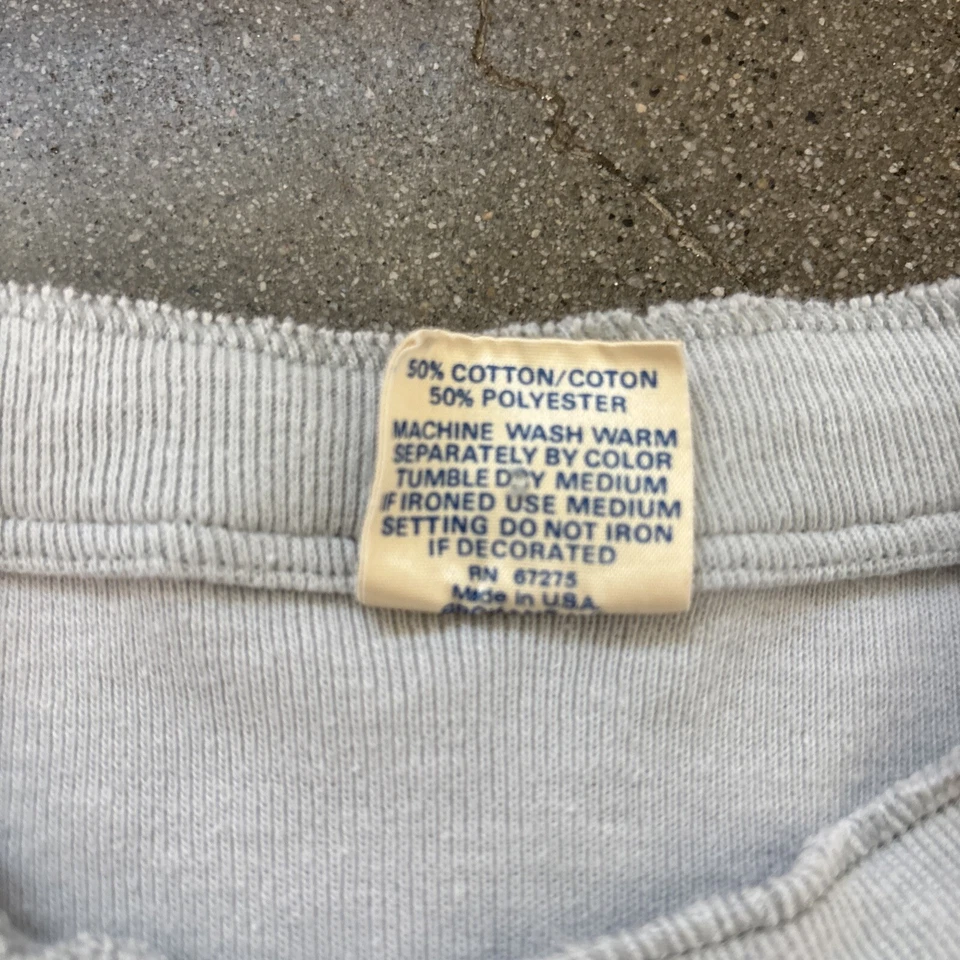 50% COTTON/COTON
50% POLYESTER
MACHINE WASH WARM
SEPARATELY BY COLOR
TUMBLE DRY MEDIUM
IF IRONED USE MEDIUM
SETTING DO NOT IRON
IF DECORATED
RN 67275
Made in U.S.A.